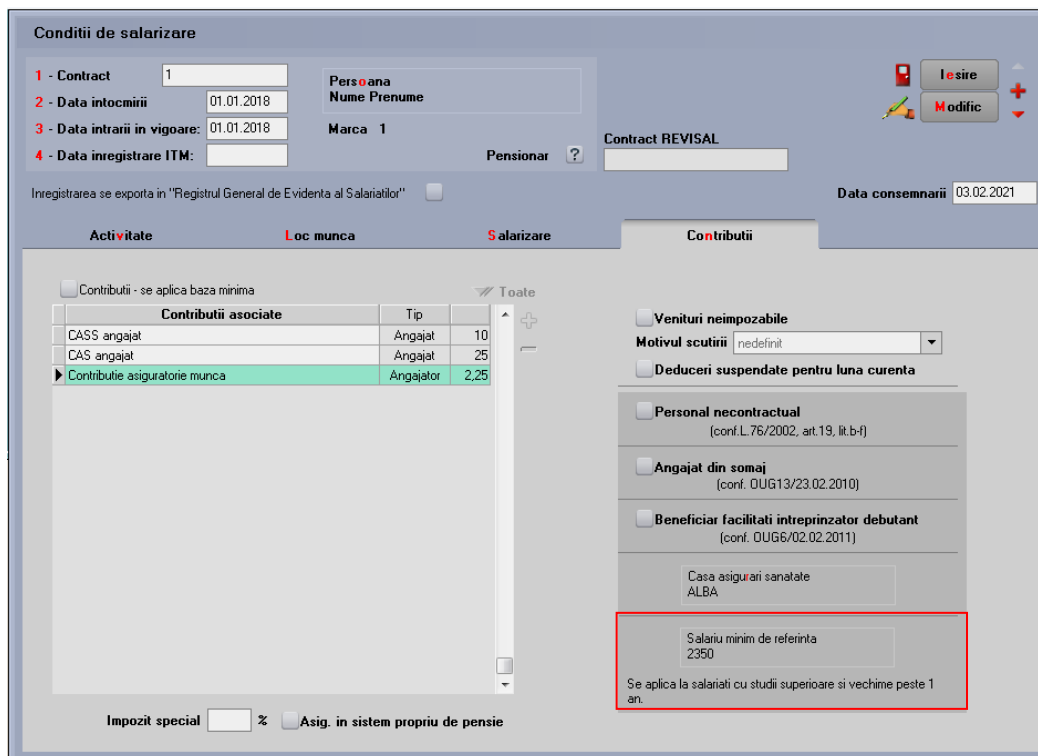 Conditii de salarizare
1 - Contract 1
2 - Data intocmirii 01.01.2018
3 - Data intrarii in vigoare: 01.01.2018
4 - Data inregistrare ITM:
Persoana
Nume Prenume
Marca 1
Pensionar ?
Contract REVISAL
Iesire
Modific
Inregistrarea se exporta in "Registrul General de Evidenta al Salariatilor"
Data consemnarii 03.02.2021
Activitate Loc munca Salarizare Contributii
Contributii - se aplica baza minima
Toate
Contributii asociate Tip
CASS angajat Angajat 10
CAS angajat Angajat 25
Contributie asiguratorie munca Angajator 2,25
Impozit special % Asig. in sistem propriu de pensie
Venituri neimpozabile
Motivul scutirii nedefinit
Deduceri suspendate pentru luna curenta
Personal necontractual
(conf.L.76/2002, art.19, lit.b-f)
Angajat din somaj
(conf. OUG13/23.02.2010)
Beneficiar facilitati intreprinzator debutant
(conf. OUG6/02.02.2011)
Casa asigurari sanatate
ALBA
Salariu minim de referinta
2350
Se aplica la salariati cu studii superioare si vechime peste 1
an.